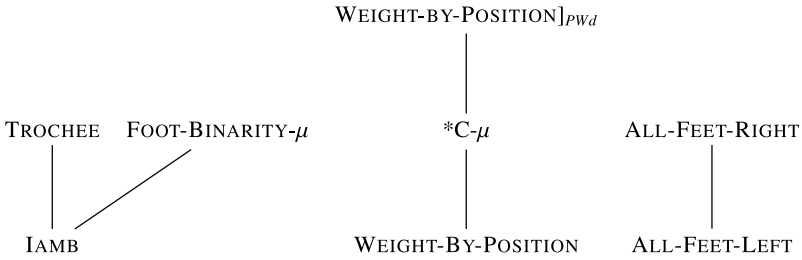 WEIGHT-BY-POSITION]PWd
TROCHEE FOOT-BINARITY-μ *C-μ ALL-FEET-RIGHT
IAMB WEIGHT-BY-POSITION ALL-FEET-LEFT